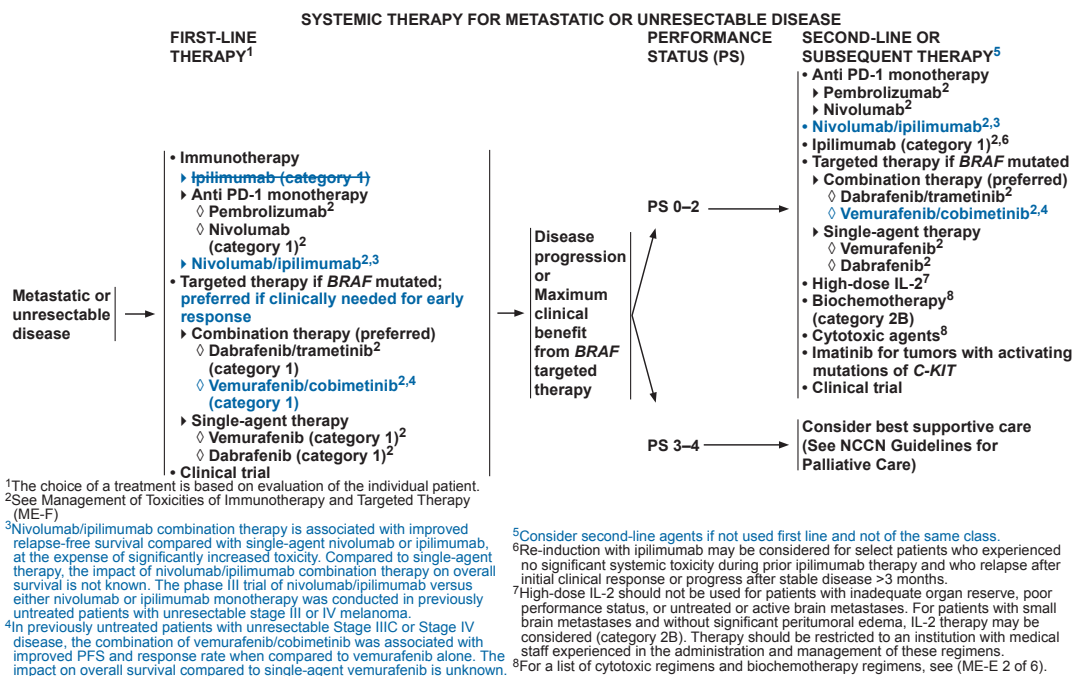 SYSTEMIC THERAPY FOR METASTATIC OR UNRESECTABLE DISEASE
FIRST-LINE
THERAPY1
Metastatic or
unresectable
disease
• Immunotherapy
▸ Ipilimumab (category 1)
▸ Anti PD-1 monotherapy
◊ Pembrolizumab2
◊ Nivolumab
(category 1)2
▸ Nivolumab/ipilimumab2,3
• Targeted therapy if BRAF mutated;
preferred if clinically needed for early
response
▸ Combination therapy (preferred)
◊ Dabrafenib/trametinib2
(category 1)
◊ Vemurafenib/cobimetinib2,4
(category 1)
▸ Single-agent therapy
◊ Vemurafenib (category 1)2
◊ Dabrafenib (category 1)2
• Clinical trial
Disease
progression
or
Maximum
clinical
benefit
from BRAF
targeted
therapy
PERFORMANCE
STATUS (PS)
PS 0–2
PS 3–4
SECOND-LINE OR
SUBSEQUENT THERAPY5
• Anti PD-1 monotherapy
▸ Pembrolizumab2
▸ Nivolumab2
• Nivolumab/ipilimumab2,3
• Ipilimumab (category 1)2,6
• Targeted therapy if BRAF mutated
▸ Combination therapy (preferred)
◊ Dabrafenib/trametinib2
◊ Vemurafenib/cobimetinib2,4
▸ Single-agent therapy
◊ Vemurafenib2
◊ Dabrafenib2
• High-dose IL-27
• Biochemotherapy8
(category 2B)
• Cytotoxic agents8
• Imatinib for tumors with activating
mutations of C-KIT
• Clinical trial
Consider best supportive care
(See NCCN Guidelines for
Palliative Care)
1The choice of a treatment is based on evaluation of the individual patient.
2See Management of Toxicities of Immunotherapy and Targeted Therapy
(ME-F)
3Nivolumab/ipilimumab combination therapy is associated with improved
relapse-free survival compared with single-agent nivolumab or ipilimumab,
at the expense of significantly increased toxicity. Compared to single-agent
therapy, the impact of nivolumab/ipilimumab combination therapy on overall
survival is not known. The phase III trial of nivolumab/ipilimumab versus
either nivolumab or ipilimumab monotherapy was conducted in previously
untreated patients with unresectable stage III or IV melanoma.
4In previously untreated patients with unresectable Stage IIIC or Stage IV
disease, the combination of vemurafenib/cobimetinib was associated with
improved PFS and response rate when compared to vemurafenib alone. The
impact on overall survival compared to single-agent vemurafenib is unknown.
5Consider second-line agents if not used first line and not of the same class.
6Re-induction with ipilimumab may be considered for select patients who experienced
no significant systemic toxicity during prior ipilimumab therapy and who relapse after
initial clinical response or progress after stable disease >3 months.
7High-dose IL-2 should not be used for patients with inadequate organ reserve, poor
performance status, or untreated or active brain metastases. For patients with small
brain metastases and without significant peritumoral edema, IL-2 therapy may be
considered (category 2B). Therapy should be restricted to an institution with medical
staff experienced in the administration and management of these regimens.
8For a list of cytotoxic regimens and biochemotherapy regimens, see (ME-E 2 of 6).